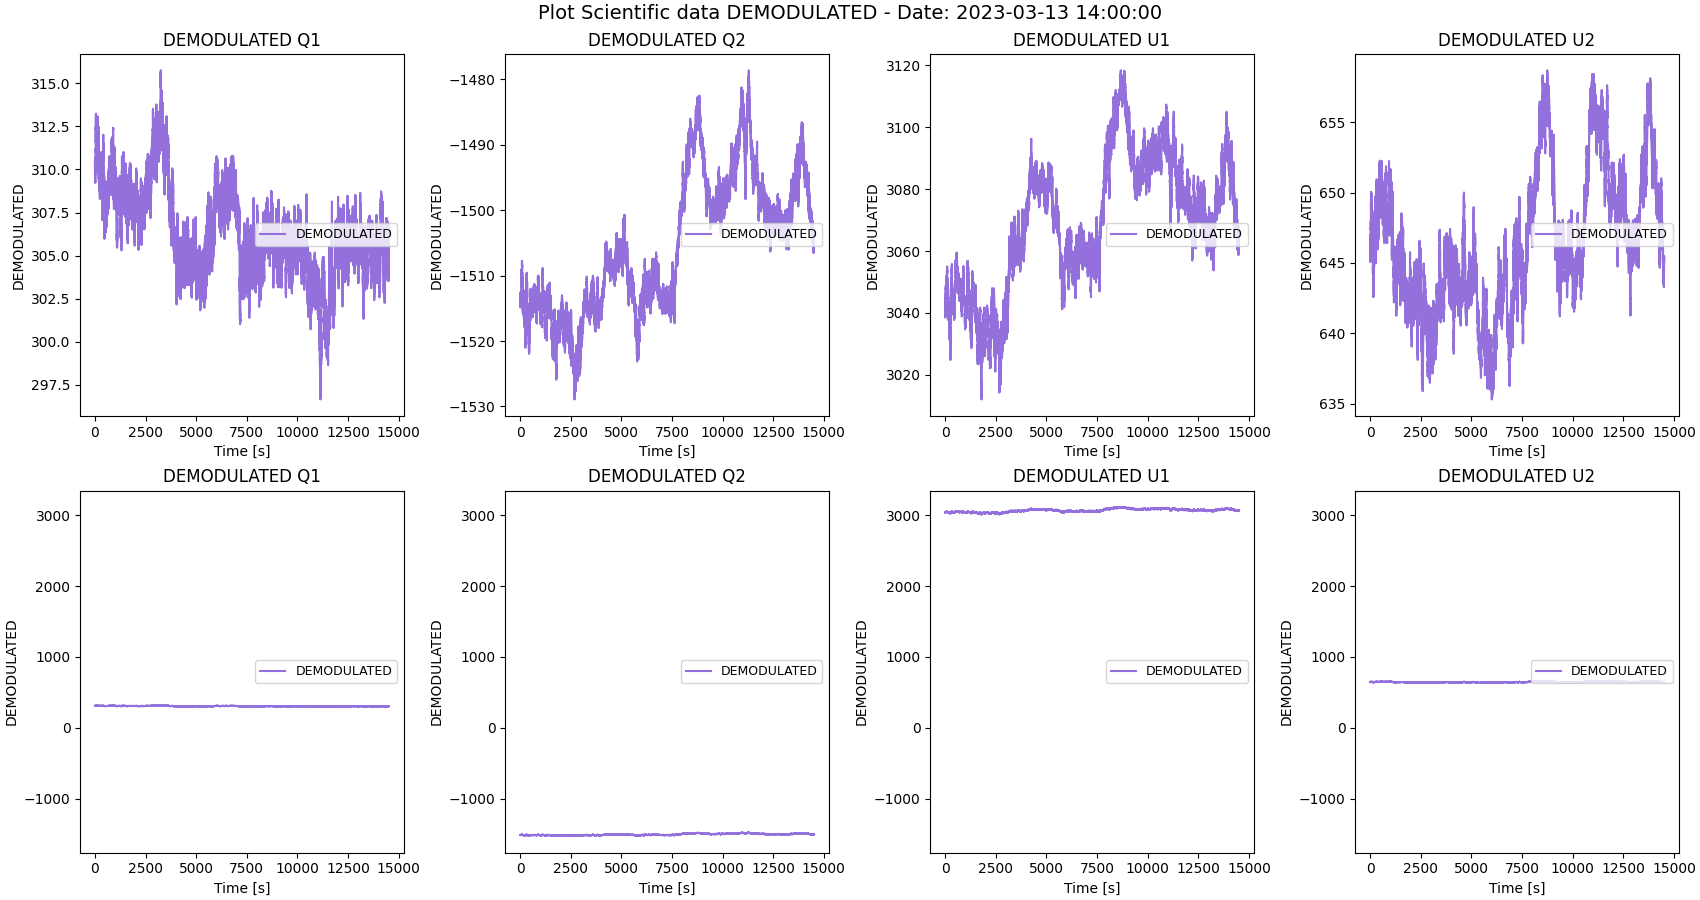 Plot Scientific data DEMODULATED - Date: 2023-03-13 14:00:00
DEMODULATED Q1
DEMODULATED
315.0
312.5
310.0
307.5
305.0
302.5
300.0
297.5
DEMODULATED
0 2500 5000 7500 10000 12500 15000
Time [s]
DEMODULATED Q2
DEMODULATED
−1480
−1490
−1500
−1510
−1520
−1530
DEMODULATED
0 2500 5000 7500 10000 12500 15000
Time [s]
DEMODULATED U1
DEMODULATED
3120
3100
3080
3060
3040
3020
DEMODULATED
0 2500 5000 7500 10000 12500 15000
Time [s]
DEMODULATED U2
DEMODULATED
655
650
645
640
635
DEMODULATED
0 2500 5000 7500 10000 12500 15000
Time [s]
DEMODULATED Q1
DEMODULATED
3000
2000
1000
0
−1000
DEMODULATED
0 2500 5000 7500 10000 12500 15000
Time [s]
DEMODULATED Q2
DEMODULATED
3000
2000
1000
0
−1000
DEMODULATED
0 2500 5000 7500 10000 12500 15000
Time [s]
DEMODULATED U1
DEMODULATED
3000
2000
1000
0
−1000
DEMODULATED
0 2500 5000 7500 10000 12500 15000
Time [s]
DEMODULATED U2
DEMODULATED
3000
2000
1000
0
−1000
DEMODULATED
0 2500 5000 7500 10000 12500 15000
Time [s]